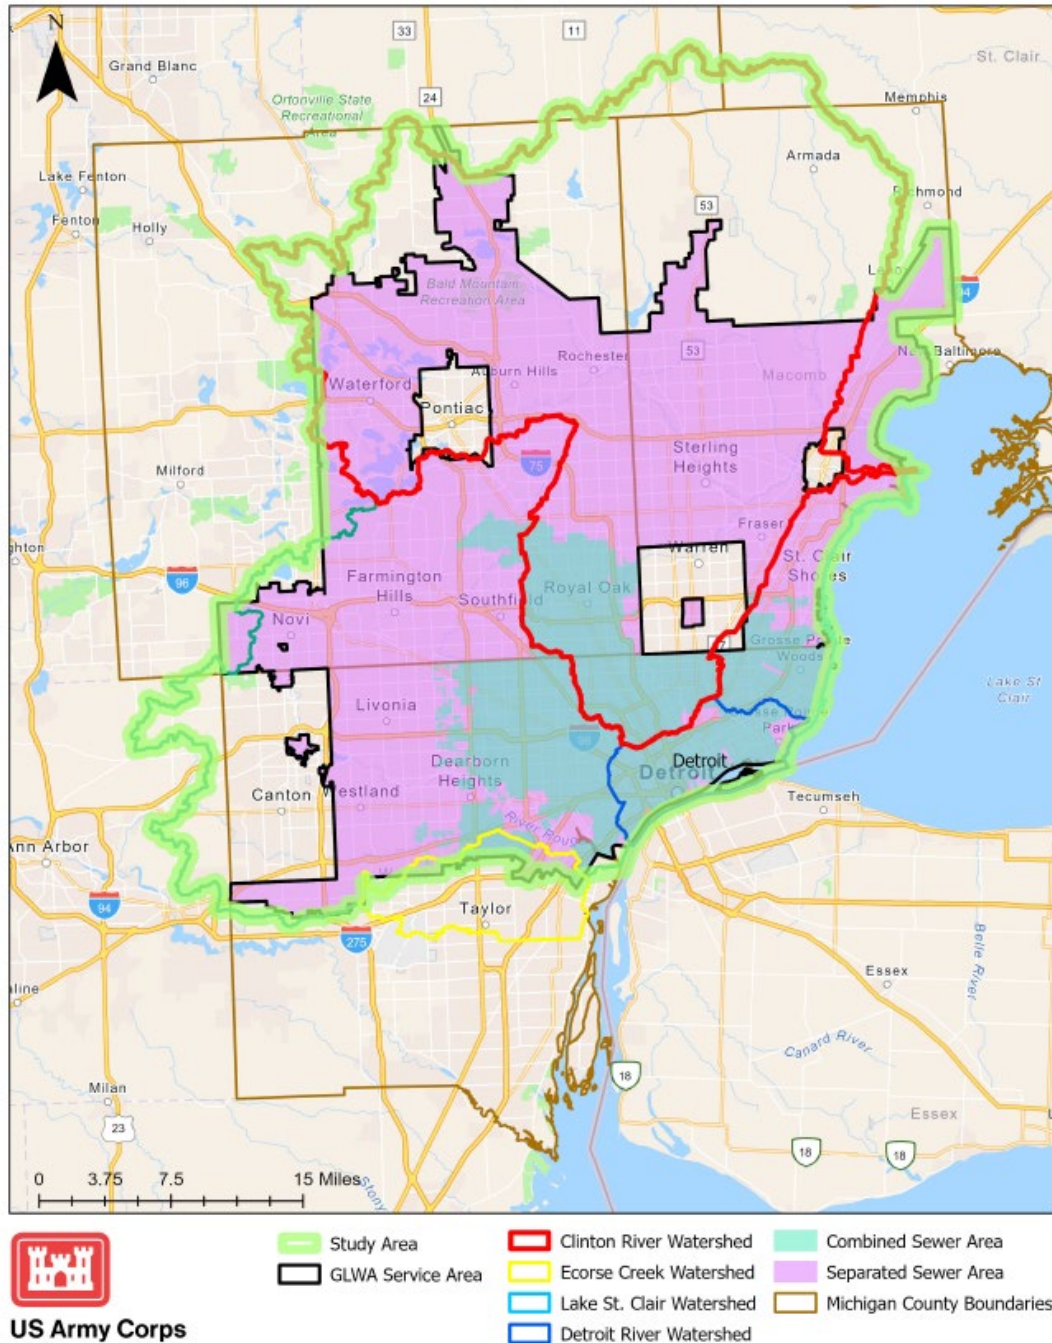 N
33
11
St. Clair
Grand Blanc
24
Ortonville State
Recreational
Area
Memphis
Armada
Lake Fenton
Richmond
Fenton
Holly
53
94
Bald Mountain
Recreation Area
53
New Baltimore
Rochester
Auburn Hills
Macomb
Waterford
Pontiac
Sterling
Heights
75
Milford
Fraser
Warren
St. Clair
Shores
96
Farmington
Hills
Southfield
Royal Oak
Novi
Grosse Pointe
Woods
Lake St
Clair
Livonia
Park
Detroit
Dearborn
Heights
Detroit
Tecumseh
Canton
Westland
River Rouge
Ann Arbor
94
Taylor
275
Belle River
Essex
Canard River
18
Milan
23
Essex
18
18
0 3.75 7.5 15 Miles
Stony
US Army Corps
Study Area
GLWA Service Area
Clinton River Watershed
Ecorse Creek Watershed
Lake St. Clair Watershed
Detroit River Watershed
Combined Sewer Area
Separated Sewer Area
Michigan County Boundaries